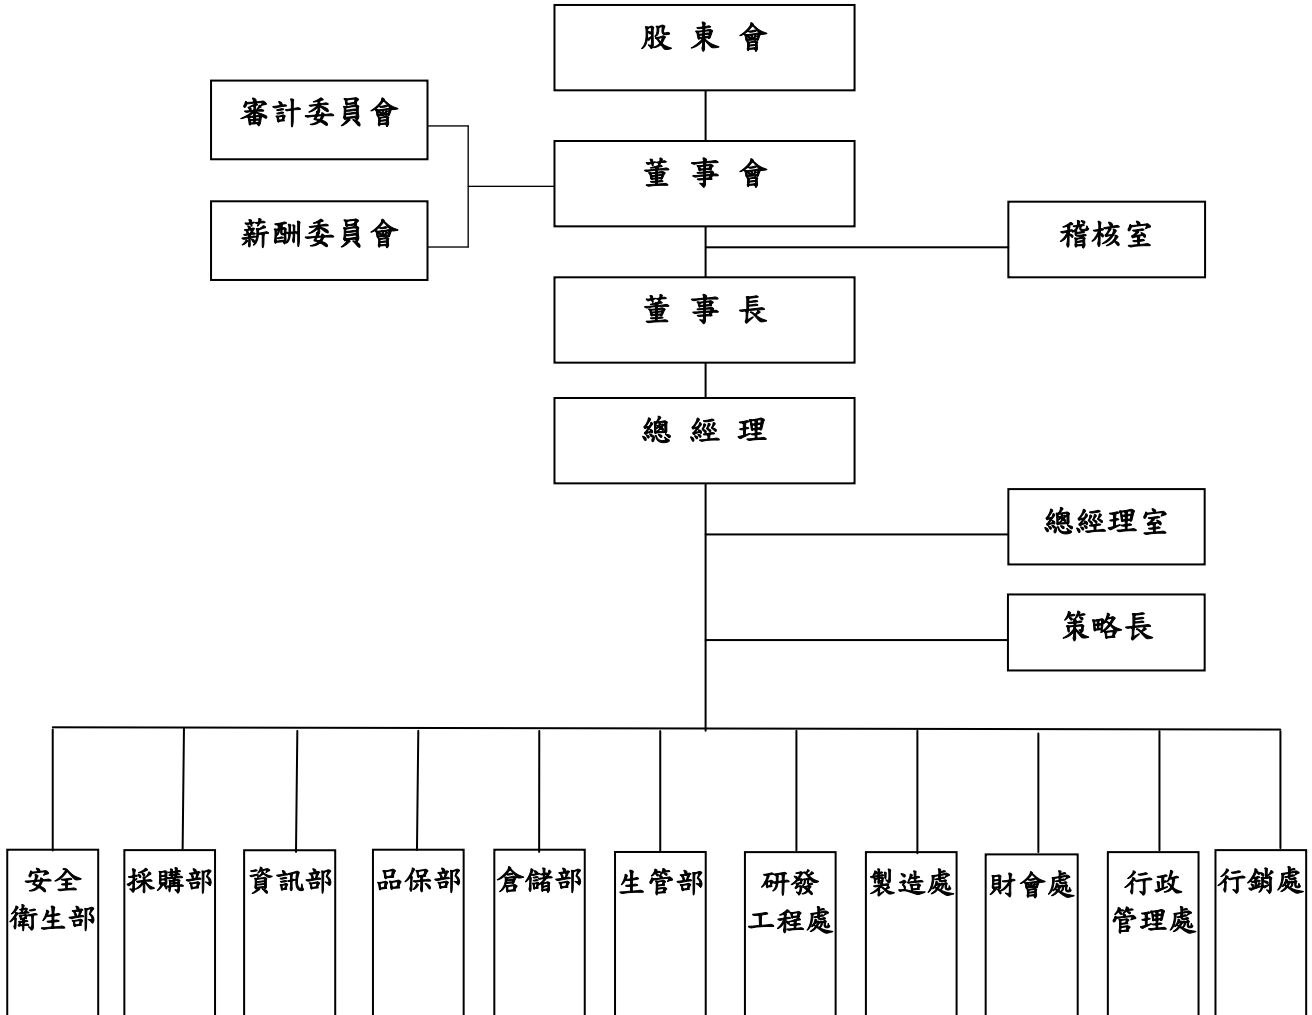 股 東 會
審計委員會
董 事 會
薪酬委員會
稽核室
董 事 長
總 經 理
總經理室
策略長
安全
衛生部
採購部
資訊部
品保部
倉儲部
生管部
研發
工程處
製造處
財會處
行政
管理處
行銷處